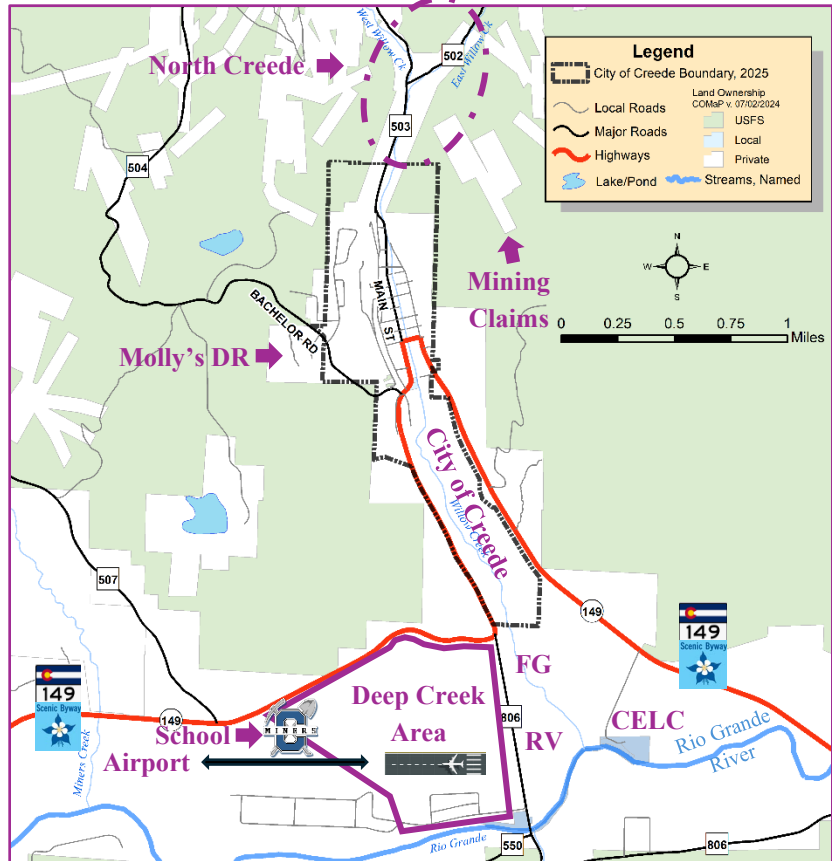 West Willow Ck
East Willow Ck
502
North Creede
503
504
Legend
City of Creede Boundary, 2025
Land Ownership
COMaP v. 07/02/2024
Local Roads
USFS
Major Roads
Local
Highways
Private
Lake/Pond
Streams, Named
N
W
E
S
0 0.25 0.5 0.75 1
Miles
Mining
Claims
MAIN ST
BACHELOR RD
Molly's DR
City of Creede
Willow Creek
507
149
149
Scenic Byway
FG
149
Scenic Byway
149
Deep Creek
Area
806
CELC
School
C
MINERS
Airport
RV
Rio Grande
River
Miners Creek
Rio Grande
550
806